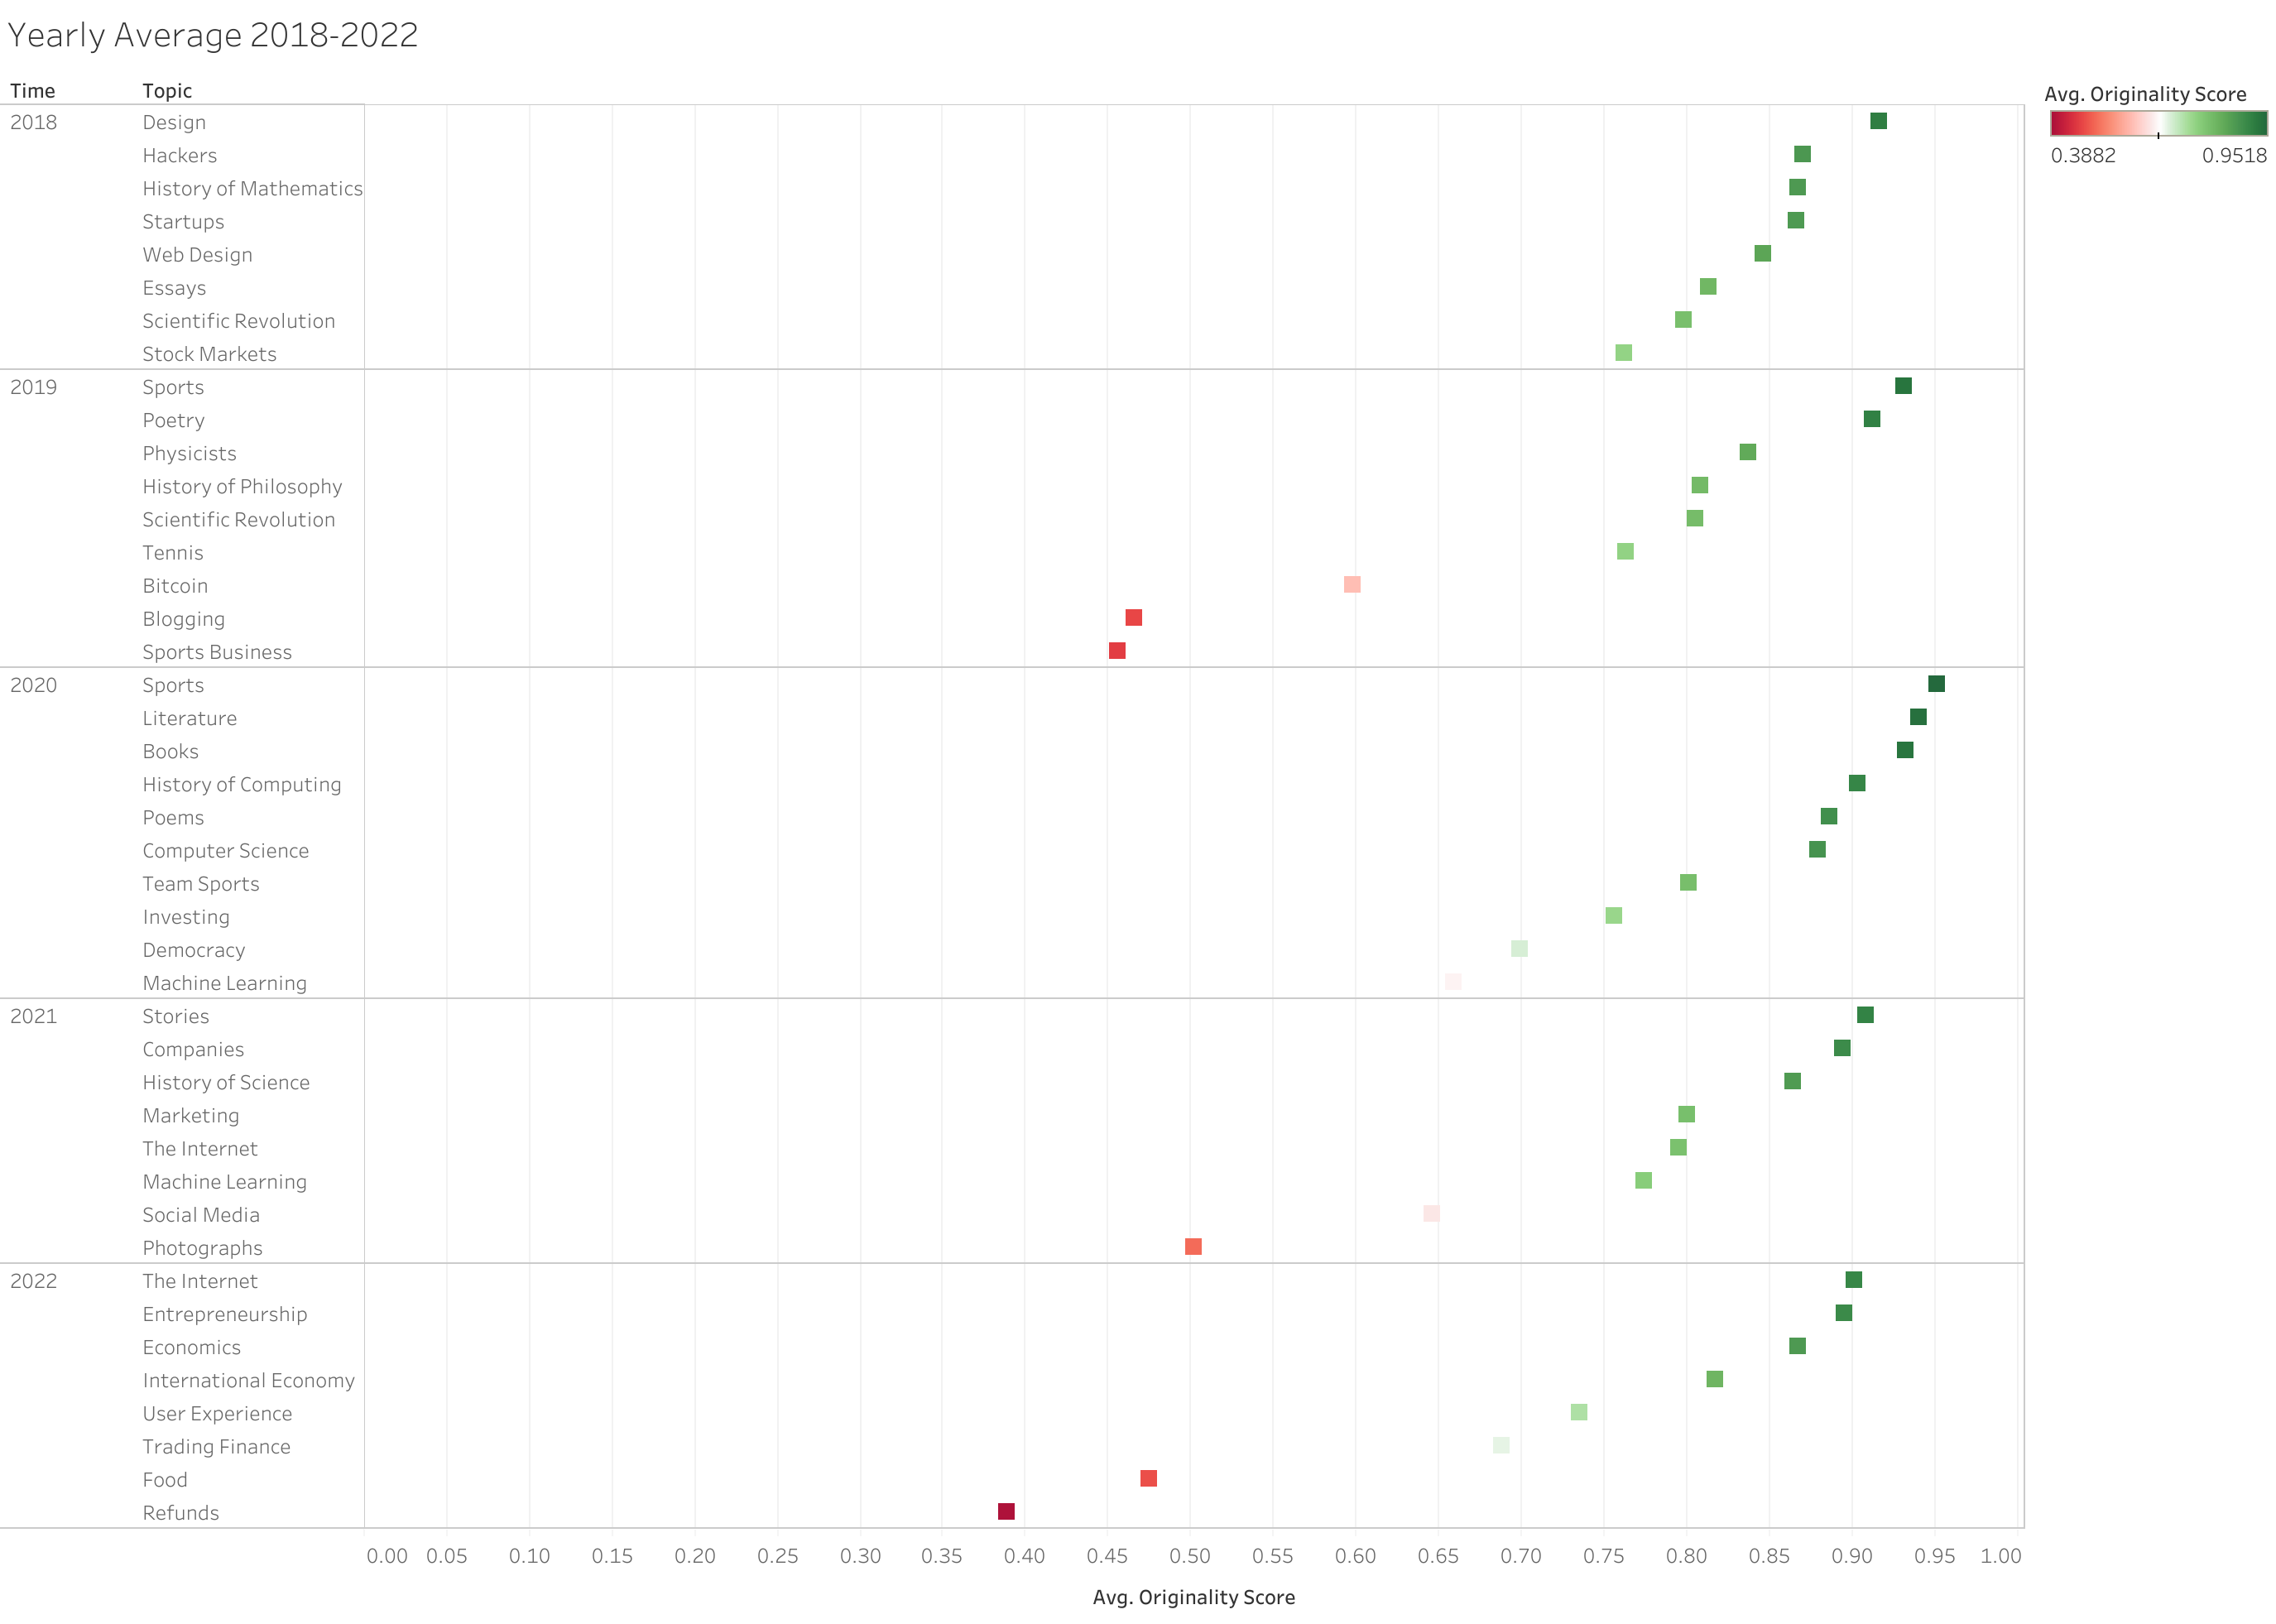 Yearly Average 2018-2022
Time Topic
Avg. Originality Score
0.3882 0.9518
2018 Design
Hackers
History of Mathematics
Startups
Web Design
Essays
Scientific Revolution
Stock Markets
2019 Sports
Poetry
Physicists
History of Philosophy
Scientific Revolution
Tennis
Bitcoin
Blogging
Sports Business
2020 Sports
Literature
Books
History of Computing
Poems
Computer Science
Team Sports
Investing
Democracy
Machine Learning
2021 Stories
Companies
History of Science
Marketing
The Internet
Machine Learning
Social Media
Photographs
2022 The Internet
Entrepreneurship
Economics
International Economy
User Experience
Trading Finance
Food
Refunds
0.00 0.05 0.10 0.15 0.20 0.25 0.30 0.35 0.40 0.45 0.50 0.55 0.60 0.65 0.70 0.75 0.80 0.85 0.90 0.95 1.00
Avg. Originality Score